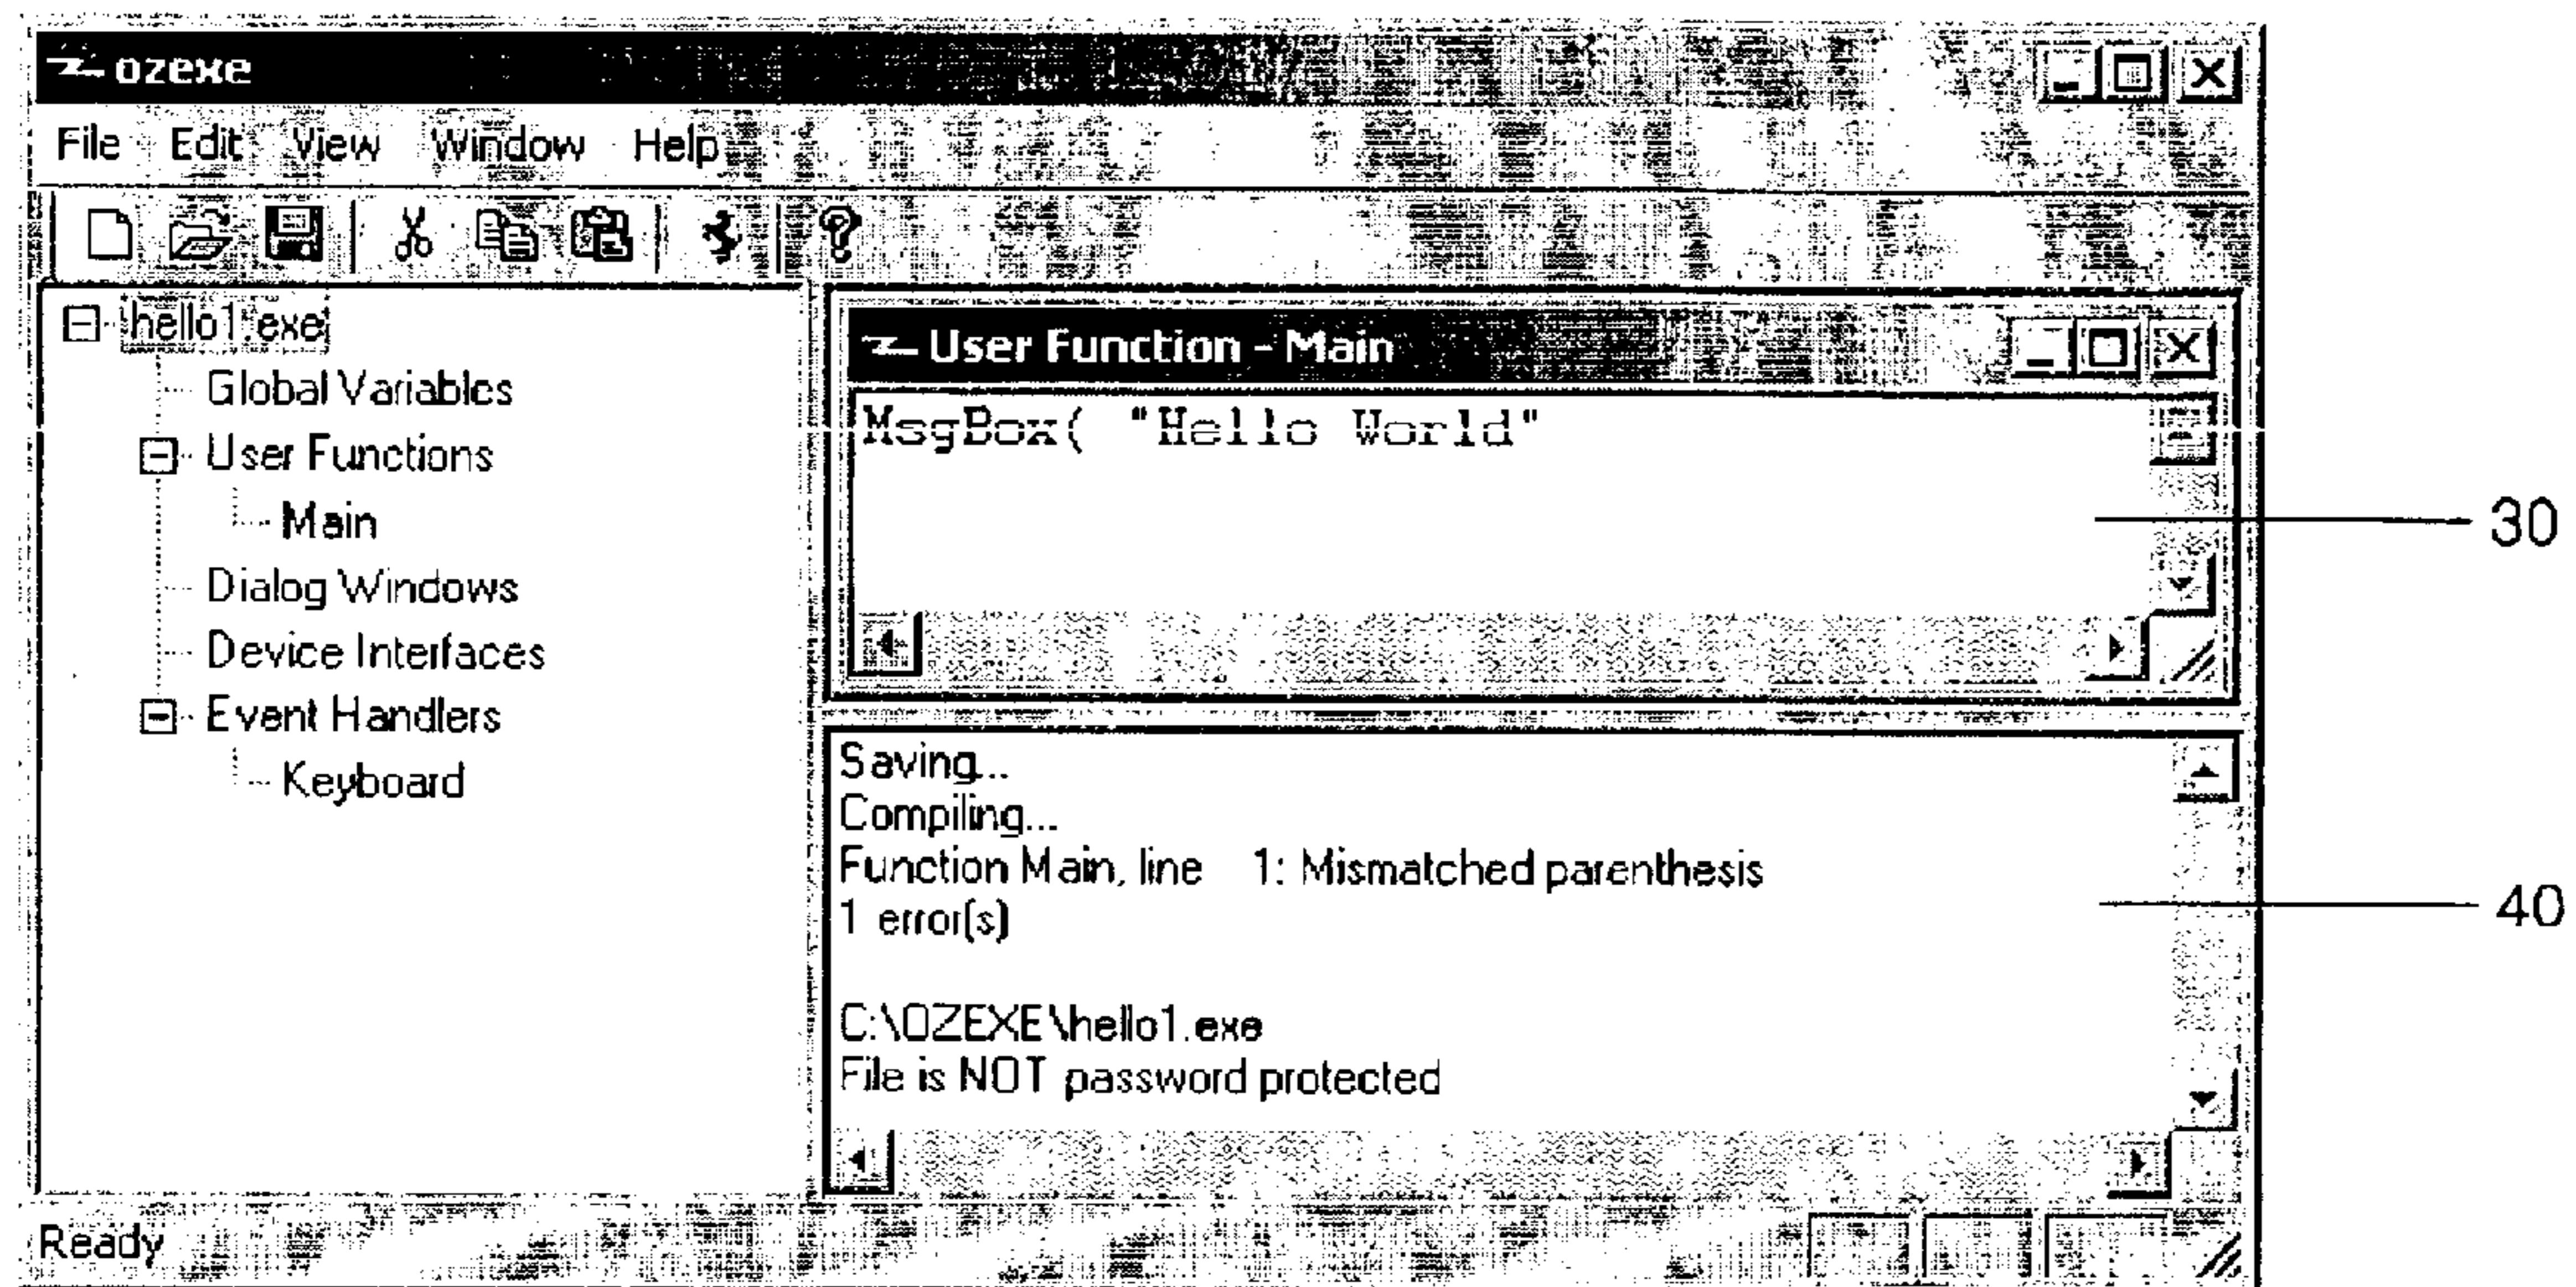 ozexe
File Edit View Window Help
hello1.exe
Global Variables
User Functions
Main
Dialog Windows
Device Interfaces
Event Handlers
Keyboard
User Function - Main
MsgBox( "Hello World"
30
Saving...
Compiling...
Function Main, line 1: Mismatched parenthesis
1 error(s)
C:\OZEXE\hello1.exe
File is NOT password protected
40
Ready